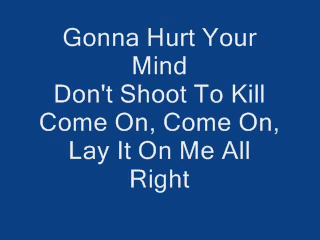 Gonna Hurt Your
Mind
Don't Shoot To Kill
Come On, Come On,
Lay It On Me All
Right